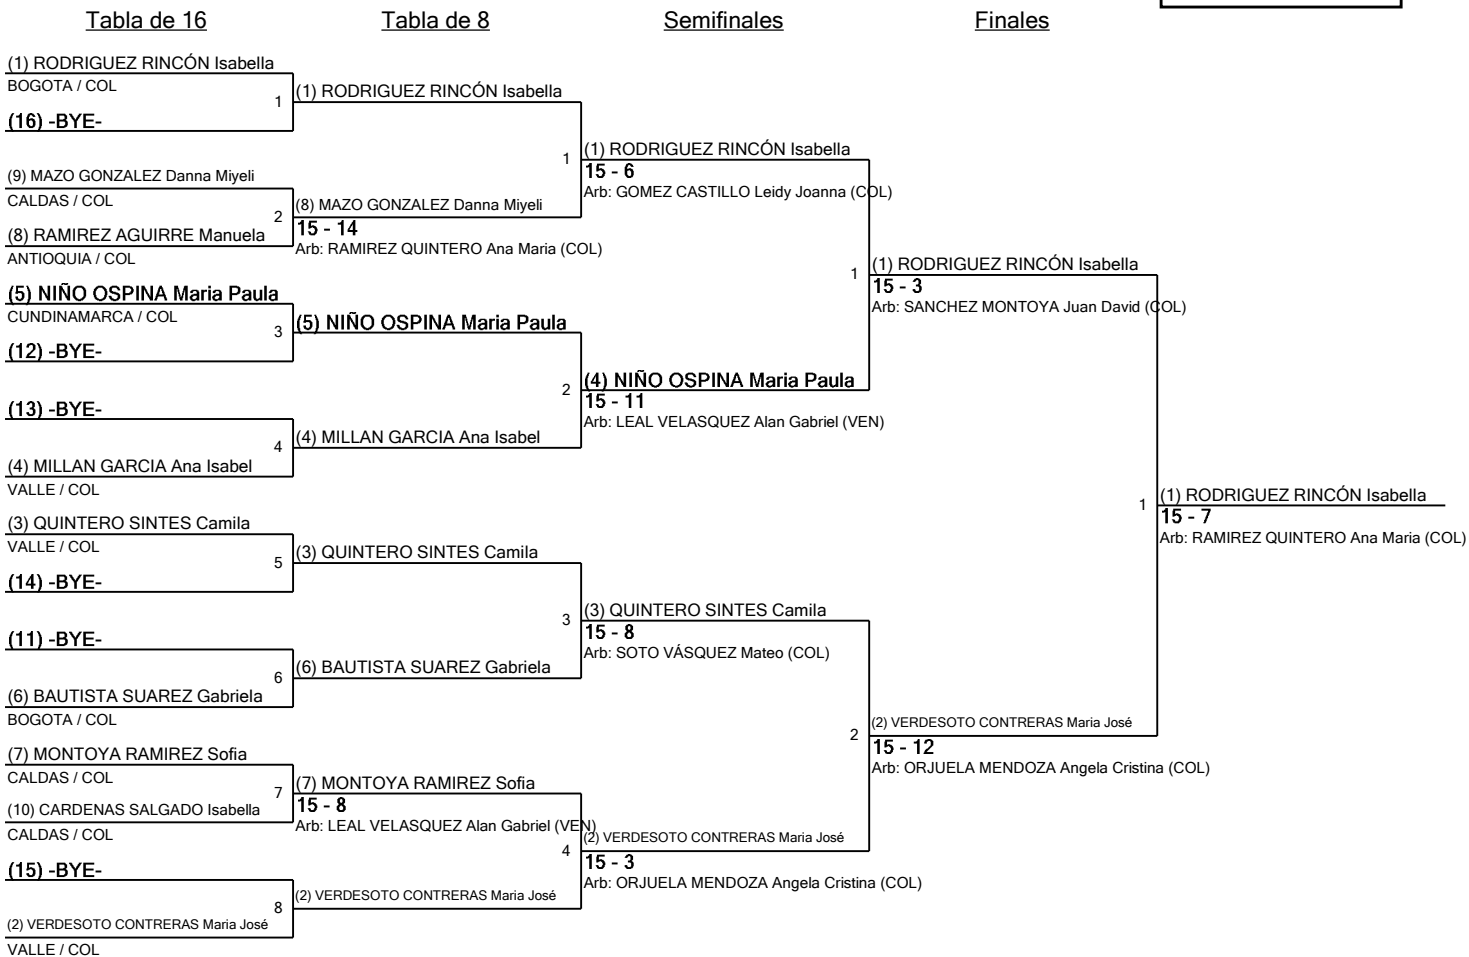 Tabla de 16
Tabla de 8
Semifinales
Finales
(1) RODRIGUEZ RINCÓN Isabella
BOGOTA / COL
1
(16) -BYE-
(9) MAZO GONZALEZ Danna Miyeli
CALDAS / COL
2
(8) RAMIREZ AGUIRRE Manuela
ANTIOQUIA / COL
(5) NIÑO OSPINA Maria Paula
CUNDINAMARCA / COL
3
(12) -BYE-
(13) -BYE-
4
(4) MILLAN GARCIA Ana Isabel
VALLE / COL
(3) QUINTERO SINTES Camila
VALLE / COL
5
(14) -BYE-
(11) -BYE-
6
(6) BAUTISTA SUAREZ Gabriela
BOGOTA / COL
(7) MONTOYA RAMIREZ Sofia
CALDAS / COL
7
(10) CARDENAS SALGADO Isabella
CALDAS / COL
(15) -BYE-
8
(2) VERDESOTO CONTRERAS Maria José
VALLE / COL
(1) RODRIGUEZ RINCÓN Isabella
1
(8) MAZO GONZALEZ Danna Miyeli
15 - 14
Arb: RAMIREZ QUINTERO Ana Maria (COL)
(5) NIÑO OSPINA Maria Paula
2
(4) MILLAN GARCIA Ana Isabel
(3) QUINTERO SINTES Camila
3
(6) BAUTISTA SUAREZ Gabriela
(7) MONTOYA RAMIREZ Sofia
15 - 8
Arb: LEAL VELASQUEZ Alan Gabriel (VEN)
4
(2) VERDESOTO CONTRERAS Maria José
(1) RODRIGUEZ RINCÓN Isabella
15 - 6
Arb: GOMEZ CASTILLO Leidy Joanna (COL)
1
(4) NIÑO OSPINA Maria Paula
15 - 11
Arb: LEAL VELASQUEZ Alan Gabriel (VEN)
(3) QUINTERO SINTES Camila
15 - 8
Arb: SOTO VÁSQUEZ Mateo (COL)
2
(2) VERDESOTO CONTRERAS Maria José
15 - 3
Arb: ORJUELA MENDOZA Angela Cristina (COL)
(1) RODRIGUEZ RINCÓN Isabella
15 - 3
Arb: SANCHEZ MONTOYA Juan David (COL)
1
(2) VERDESOTO CONTRERAS Maria José
15 - 12
Arb: ORJUELA MENDOZA Angela Cristina (COL)
(1) RODRIGUEZ RINCÓN Isabella
15 - 7
Arb: RAMIREZ QUINTERO Ana Maria (COL)